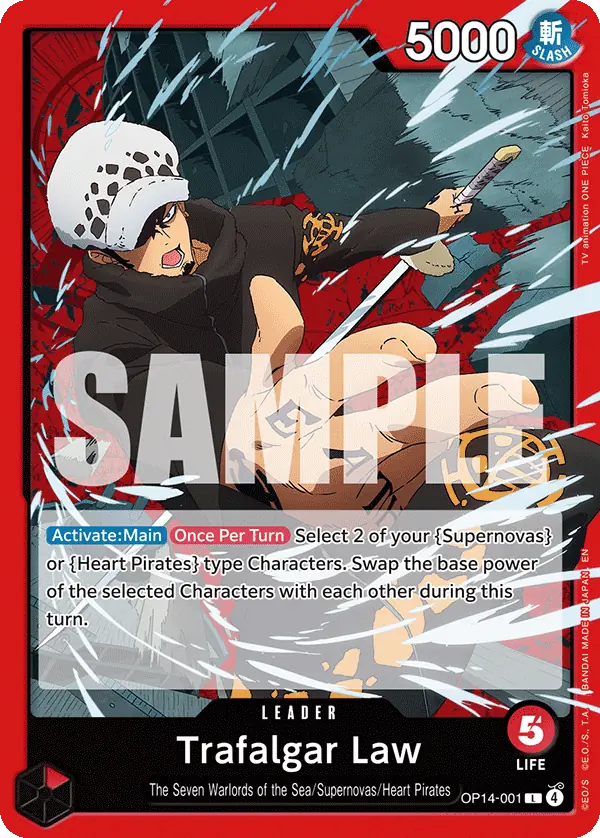 5000
斬
SLASH
TV animation ONE PIECE Kaito Tomioka
SAMPLE
Activate:Main Once Per Turn Select 2 of your {Supernovas}
or {Heart Pirates} type Characters. Swap the base power
of the selected Characters with each other during this
turn.
LEADER
Trafalgar Law
The Seven Warlords of the Sea/Supernovas/Heart Pirates
5
LIFE
OP14-001 L 4
©E/O/S ©E.O./S., T.A. BANDAI MADE IN JAPAN EN